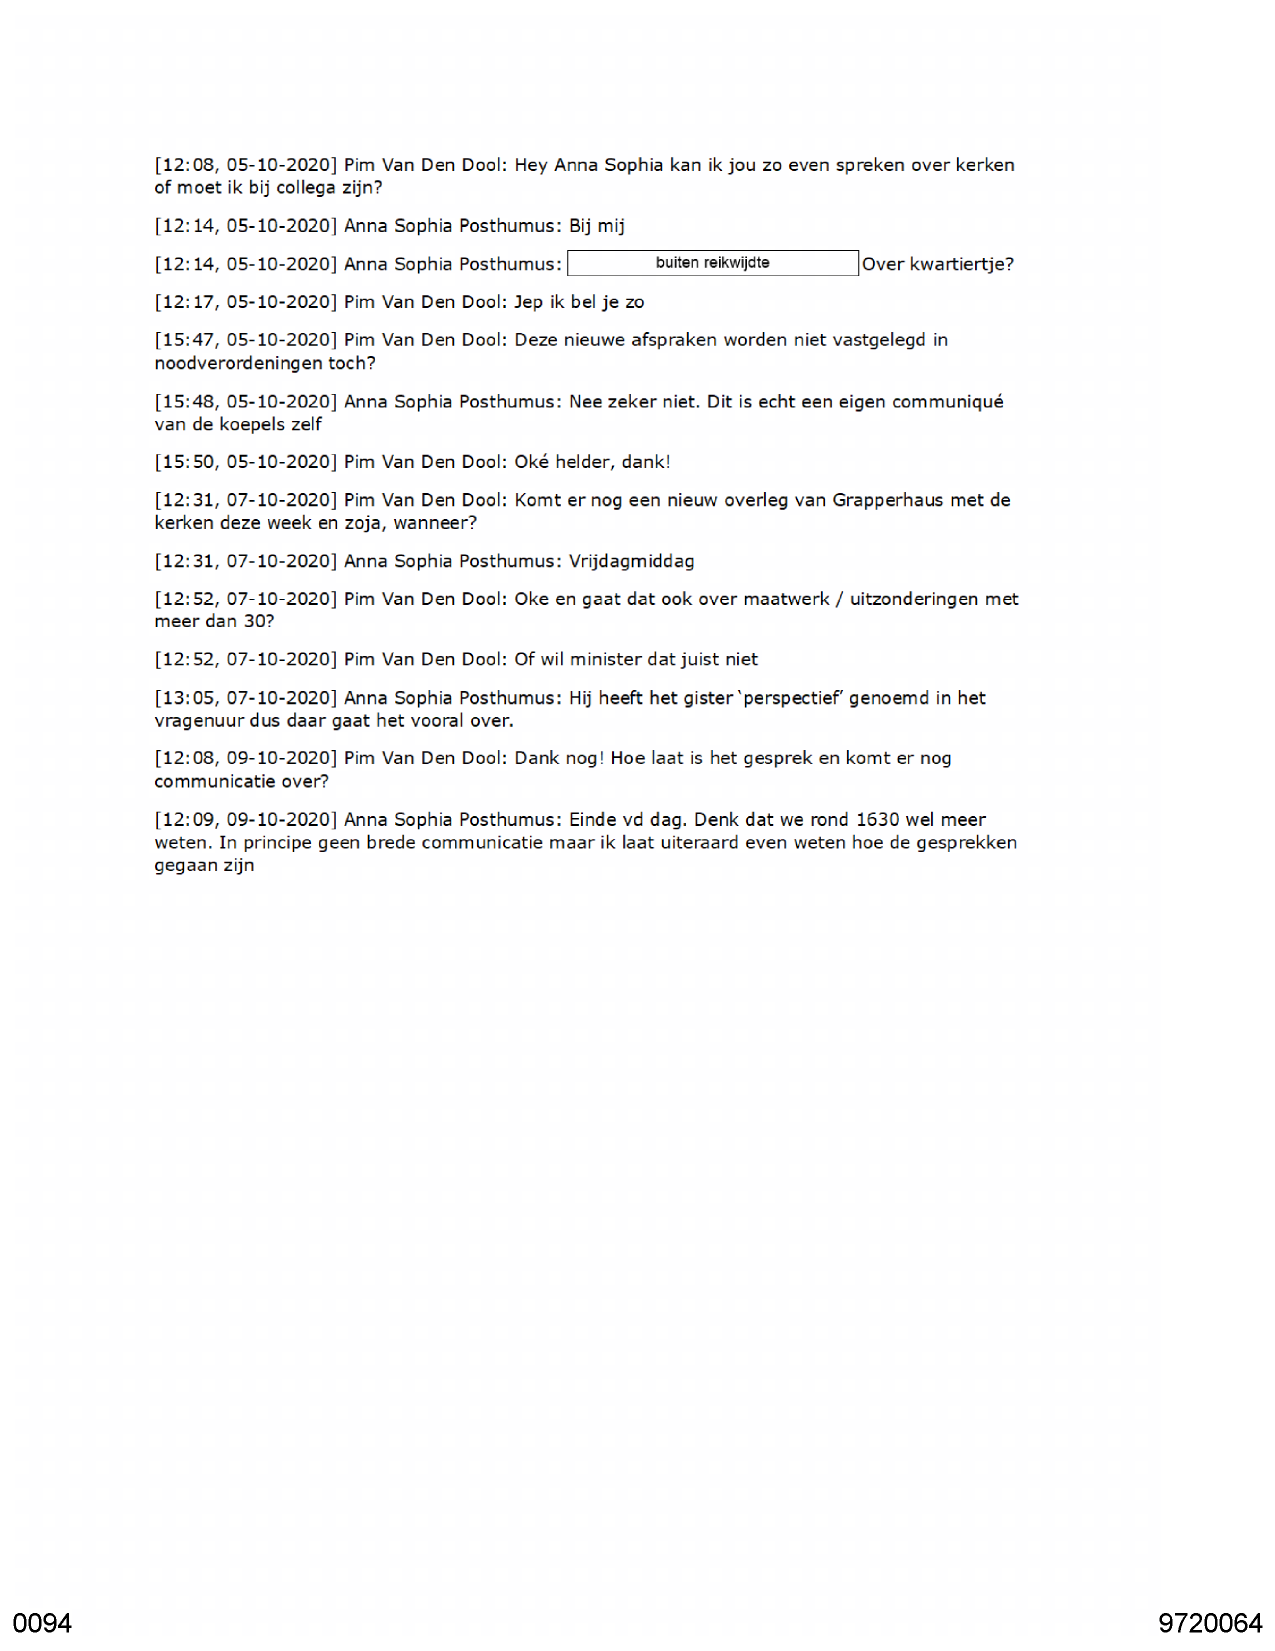 [12:08, 05-10-2020] Pim Van Den Dool: Hey Anna Sophia kan ik jou zo even spreken over kerken
of moet ik bij collega zijn?
[12:14, 05-10-2020] Anna Sophia Posthumus: Bij mij
[12:14, 05-10-2020] Anna Sophia Posthumus: buiten reikwijdte Over kwartiertje?
[12:17, 05-10-2020] Pim Van Den Dool: Jep ik bel je zo
[15:47, 05-10-2020] Pim Van Den Dool: Deze nieuwe afspraken worden niet vastgelegd in
noodverordeningen toch?
[15:48, 05-10-2020] Anna Sophia Posthumus: Nee zeker niet. Dit is echt een eigen communiqué
van de koepels zelf
[15:50, 05-10-2020] Pim Van Den Dool: Oké helder, dank!
[12:31, 07-10-2020] Pim Van Den Dool: Komt er nog een nieuw overleg van Grapperhaus met de
kerken deze week en zoja, wanneer?
[12:31, 07-10-2020] Anna Sophia Posthumus: Vrijdagmiddag
[12:52, 07-10-2020] Pim Van Den Dool: Oke en gaat dat ook over maatwerk / uitzonderingen met
meer dan 30?
[12:52, 07-10-2020] Pim Van Den Dool: Of wil minister dat juist niet
[13:05, 07-10-2020] Anna Sophia Posthumus: Hij heeft het gister ‘perspectief’ genoemd in het
vragenuur dus daar gaat het vooral over.
[12:08, 09-10-2020] Pim Van Den Dool: Dank nog! Hoe laat is het gesprek en komt er nog
communicatie over?
[12:09, 09-10-2020] Anna Sophia Posthumus: Einde vd dag. Denk dat we rond 1630 wel meer
weten. In principe geen brede communicatie maar ik laat uiteraard even weten hoe de gesprekken
gegaan zijn
0094
9720064